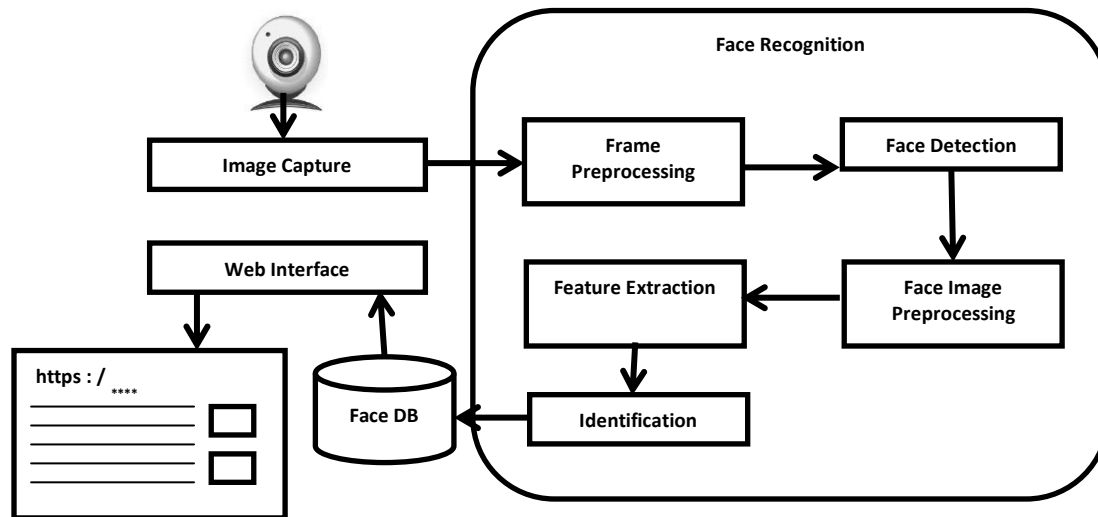 Face Recognition
Image Capture
Frame
Preprocessing
Face Detection
Web Interface
Feature Extraction
Face Image
Preprocessing
https : /
****
Face DB
Identification